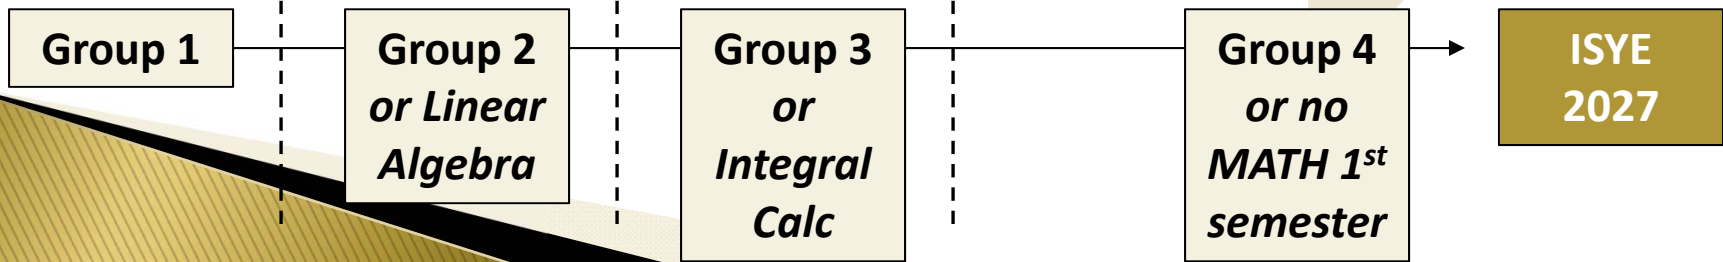 Group 1
Group 2
or Linear
Algebra
Group 3
or
Integral
Calc
Group 4
or no
MATH 1st
semester
ISYE
2027